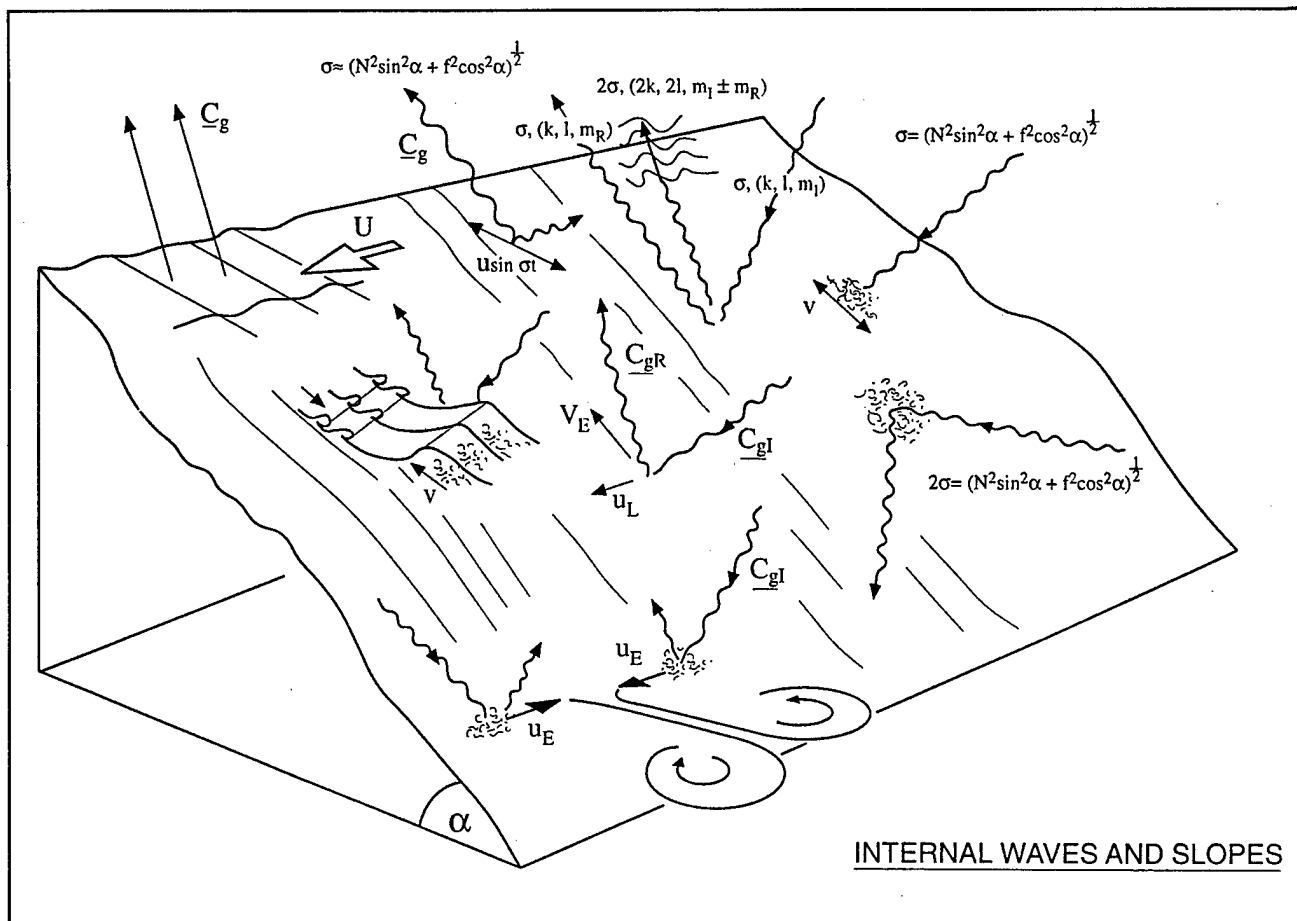 σ≈ (N²sin²α + f²cos²α)^½
2σ, (2k, 2l, m_I ± m_R)
C_g
C_g
σ, (k, l, m_R)
σ= (N²sin²α + f²cos²α)^½
σ, (k, l, m_I)
U
usin σt
v
C_gR
V_E
C_gI
v
u_L
2σ= (N²sin²α + f²cos²α)^½
C_gI
u_E
u_E
α
INTERNAL WAVES AND SLOPES